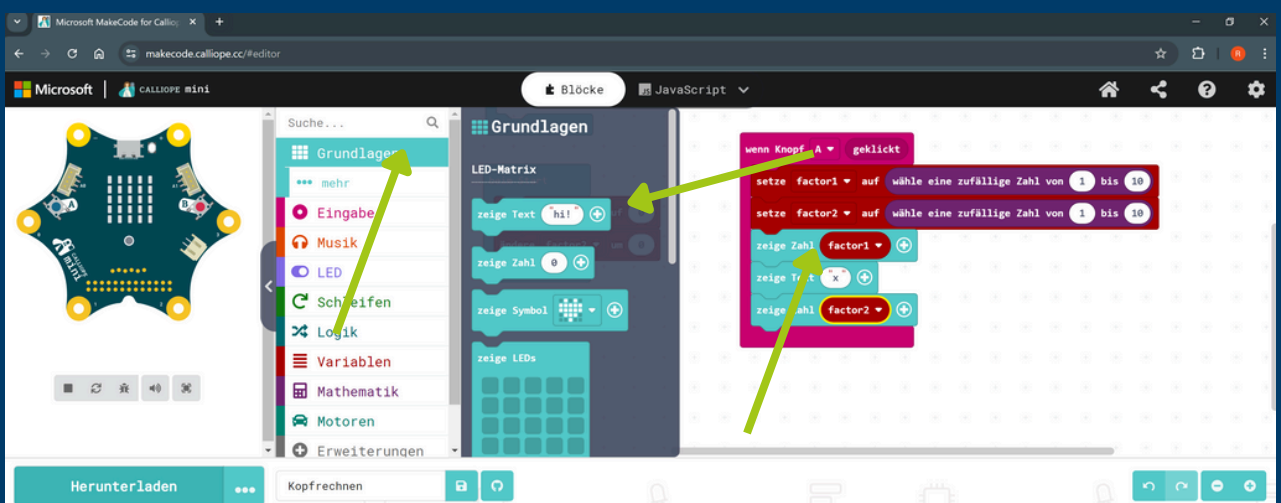 Microsoft MakeCode for Calliop
makecode.calliope.cc/#editor
R
Microsoft
CALLIOPE mini
Blöcke
JavaScript
Suche...
Grundlagen
mehr
Eingabe
Musik
LED
Schleifen
Logik
Variablen
Mathematik
Motoren
Erweiterungen
Grundlagen
LED-Matrix
zeige Text "hi!"
zeige Zahl 0
zeige Symbol
zeige LEDs
wenn Knopf A geklickt
setze factor1 auf wähle eine zufällige Zahl von 1 bis 10
setze factor2 auf wähle eine zufällige Zahl von 1 bis 10
zeige Zahl factor1
zeige Text "x"
zeige Zahl factor2
A
B
CALLIOPE
mini
Herunterladen
Kopfrechnen